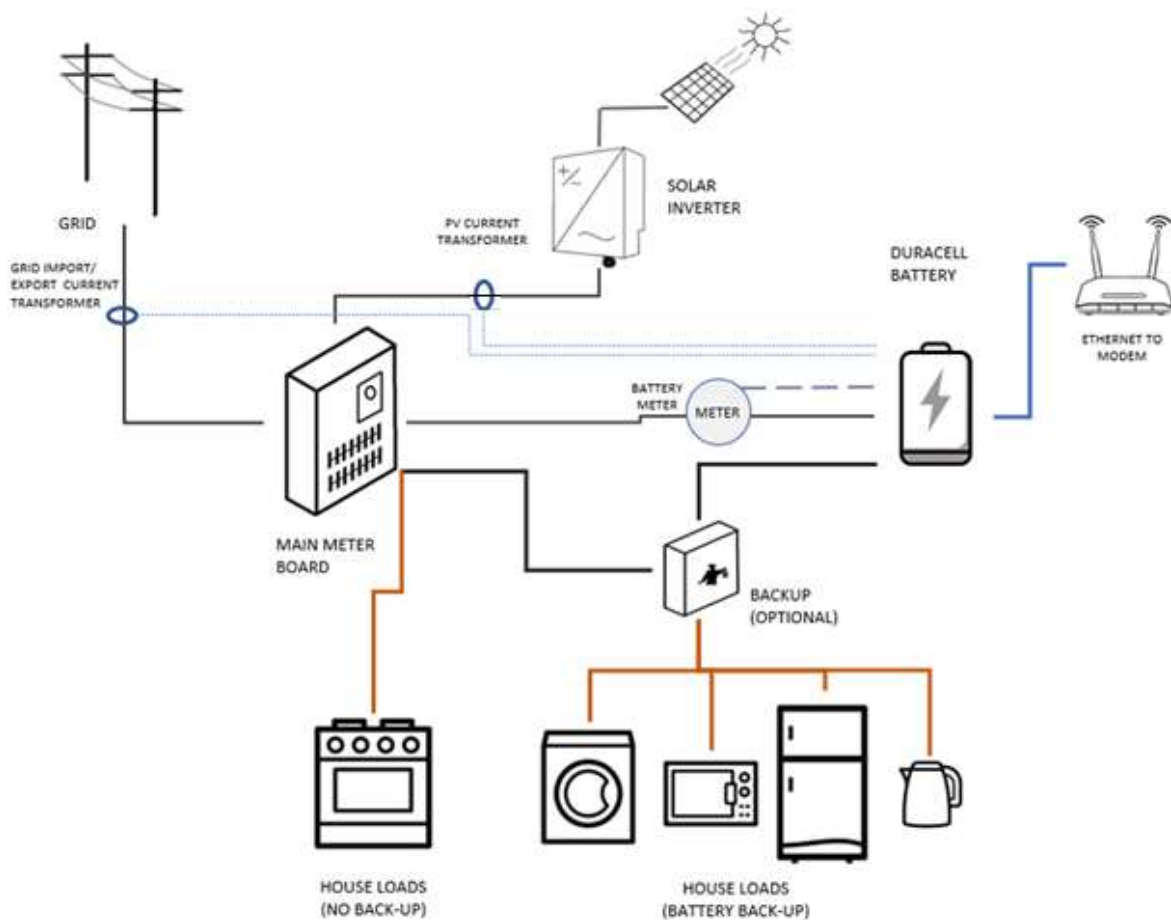 GRID
GRID IMPORT/
EXPORT CURRENT
TRANSFORMER
PV CURRENT
TRANSFORMER
SOLAR
INVERTER
DURACELL
BATTERY
ETHERNET TO
MODEM
BATTERY
METER
METER
MAIN METER
BOARD
BACKUP
(OPTIONAL)
HOUSE LOADS
(NO BACK-UP)
HOUSE LOADS
(BATTERY BACK-UP)